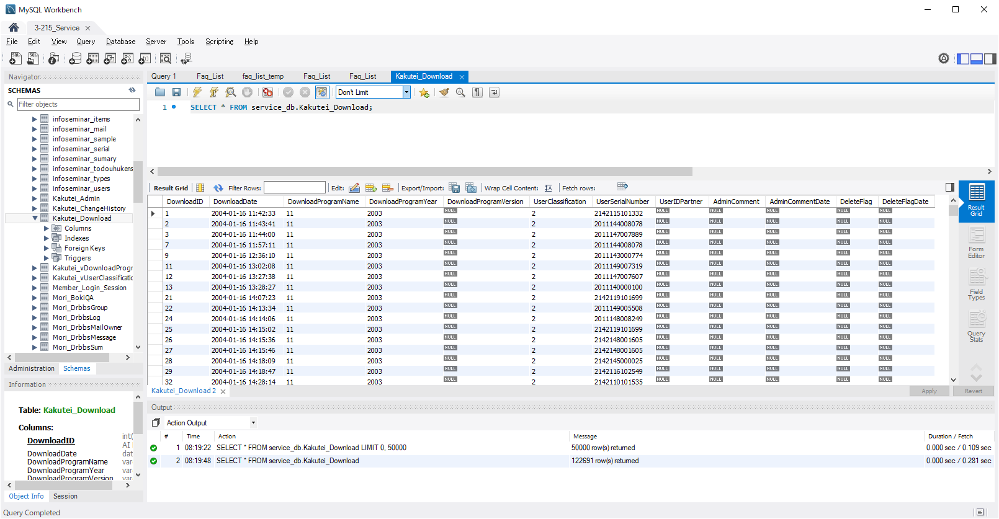 MySQL Workbench
3-215_Service
File Edit View Query Database Server Tools Scripting Help
Navigator
SCHEMAS
Filter objects
infoseminar_items
infoseminar_mail
infoseminar_sample
infoseminar_serial
infoseminar_sumary
infoseminar_todouhukens
infoseminar_types
infoseminar_users
Kakutei_Admin
Kakutei_ChangeHistory
Kakutei_Download
Columns
Indexes
Foreign Keys
Triggers
Kakutei_vDownloadProgr
Kakutei_vUserClassificatio
Member_Login_Session
Mori_BokiQA
Mori_DrbbsGroup
Mori_DrbbsLog
Mori_DrbbsMailOwner
Mori_DrbbsMessage
Mori_DrbbsSum
Administration Schemas
Information
Table: Kakutei_Download
Columns:
DownloadID int(
AI
DownloadDate dat
DownloadProgramName var
DownloadProgramYear var
DownloadProgramVersion var
Object Info Session
Query Completed
Query 1 Faq_List faq_list_temp Faq_List Faq_List Kakutei_Download
Don't Limit
1 SELECT * FROM service_db.Kakutei_Download;
Result Grid Filter Rows: Edit: Export/Import: Wrap Cell Content: Fetch rows:
DownloadID DownloadDate DownloadProgramName DownloadProgramYear DownloadProgramVersion UserClassification UserSerialNumber UserIDPartner AdminComment AdminCommentDate DeleteFlag DeleteFlagDate
1 2004-01-16 11:42:33 11 2003 NULL 2 2142115101332 NULL NULL NULL NULL NULL
2 2004-01-16 11:43:41 11 2003 NULL 2 2011144008078 NULL NULL NULL NULL NULL
3 2004-01-16 11:44:00 11 2003 NULL 2 2011147007889 NULL NULL NULL NULL NULL
7 2004-01-16 11:57:11 11 2003 NULL 2 2011144008078 NULL NULL NULL NULL NULL
9 2004-01-16 12:36:10 11 2003 NULL 2 2011143000774 NULL NULL NULL NULL NULL
11 2004-01-16 13:02:08 11 2003 NULL 2 2011149007319 NULL NULL NULL NULL NULL
12 2004-01-16 13:27:38 11 2003 NULL 2 2011147007607 NULL NULL NULL NULL NULL
13 2004-01-16 13:28:27 11 2003 NULL 2 2011140000100 NULL NULL NULL NULL NULL
21 2004-01-16 14:07:23 11 2003 NULL 2 2142119101699 NULL NULL NULL NULL NULL
22 2004-01-16 14:13:34 11 2003 NULL 2 2011149005508 NULL NULL NULL NULL NULL
24 2004-01-16 14:14:06 11 2003 NULL 2 2011148008249 NULL NULL NULL NULL NULL
25 2004-01-16 14:15:02 11 2003 NULL 2 2142119101699 NULL NULL NULL NULL NULL
26 2004-01-16 14:15:36 11 2003 NULL 2 2142148001605 NULL NULL NULL NULL NULL
27 2004-01-16 14:15:46 11 2003 NULL 2 2142148001605 NULL NULL NULL NULL NULL
28 2004-01-16 14:18:09 11 2003 NULL 2 2142145000025 NULL NULL NULL NULL NULL
29 2004-01-16 14:18:47 11 2003 NULL 2 2142116102549 NULL NULL NULL NULL NULL
32 2004-01-16 14:28:14 11 2003 NULL 2 2142110101535 NULL NULL NULL NULL NULL
Result
Grid
Form
Editor
Field
Types
Query
Stats
Kakutei_Download 2 Apply Revert
Output
Action Output
# Time Action Message Duration / Fetch
1 08:19:22 SELECT * FROM service_db.Kakutei_Download LIMIT 0, 50000 50000 row(s) returned 0.000 sec / 0.109 sec
2 08:19:48 SELECT * FROM service_db.Kakutei_Download 122691 row(s) returned 0.000 sec / 0.281 sec